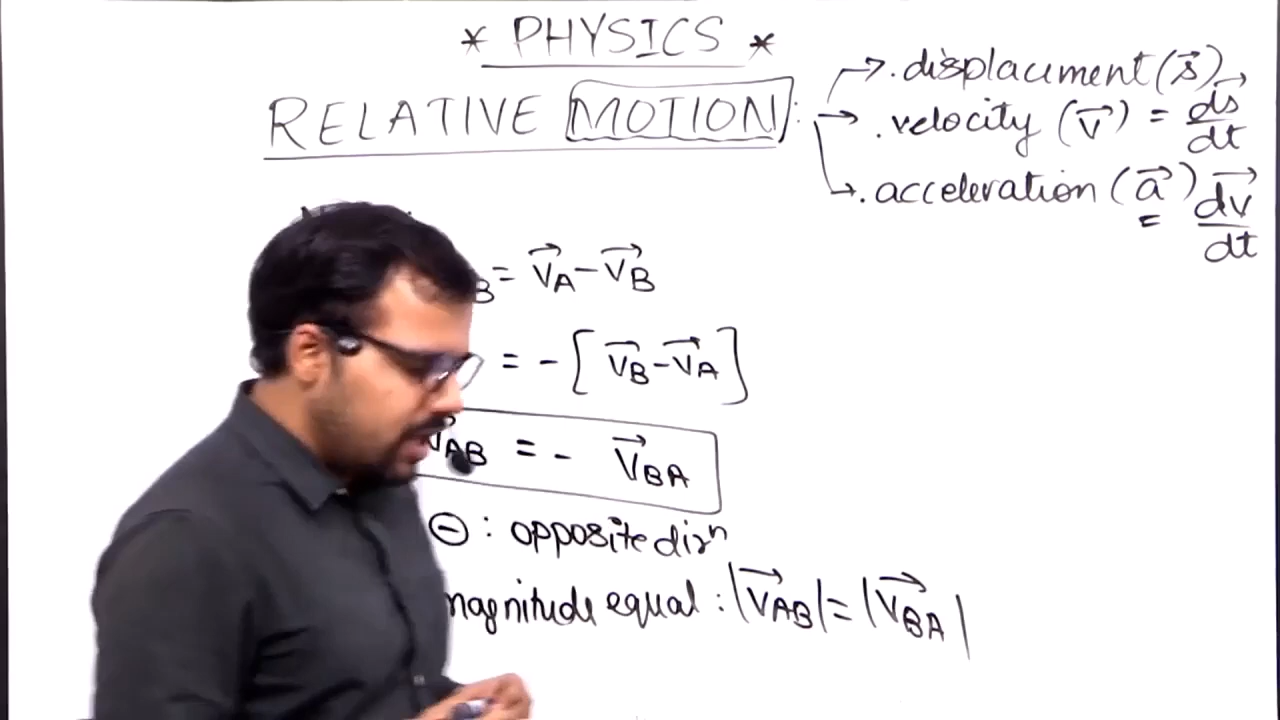 * PHYSICS *
RELATIVE MOTION :
→ . displacement (s⃗)
→ . velocity (v⃗) = ds⃗/dt
→ . acceleration (a⃗) = dv⃗/dt
B = v⃗A − v⃗B
= − [ v⃗B − v⃗A ]
v⃗AB = − v⃗BA
⊖ : opposite dirⁿ
magnitude equal : |v⃗AB| = |v⃗BA|